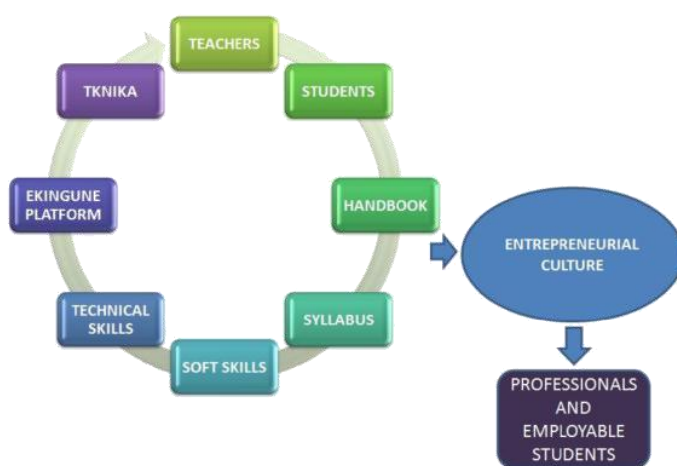 TEACHERS
STUDENTS
HANDBOOK
SYLLABUS
SOFT SKILLS
TECHNICAL
SKILLS
EKINGUNE
PLATFORM
TKNIKA
ENTREPRENEURIAL
CULTURE
PROFESSIONALS
AND
EMPLOYABLE
STUDENTS